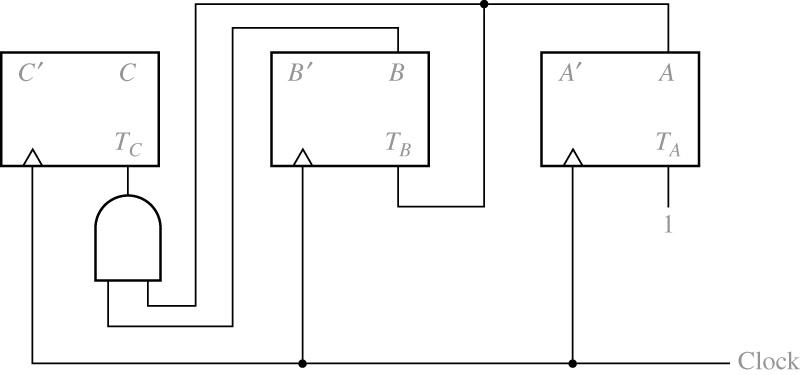 C′ C B′ B A′ A
T_C T_B T_A
1
Clock